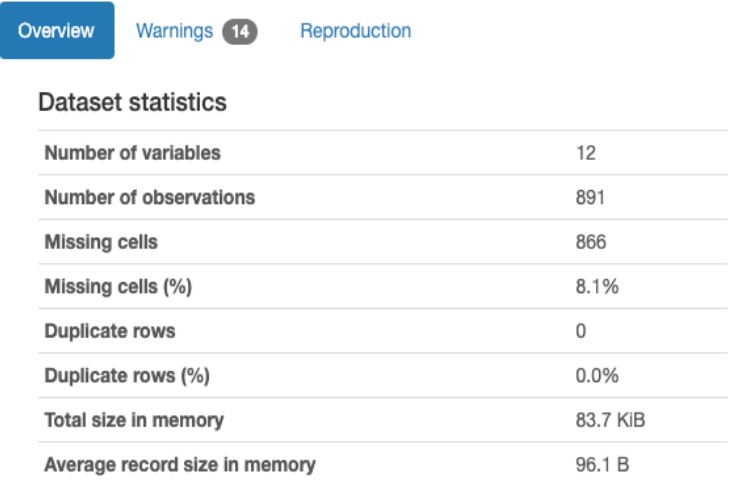 Overview Warnings 14 Reproduction
Dataset statistics
Number of variables 12
Number of observations 891
Missing cells 866
Missing cells (%) 8.1%
Duplicate rows 0
Duplicate rows (%) 0.0%
Total size in memory 83.7 KiB
Average record size in memory 96.1 B